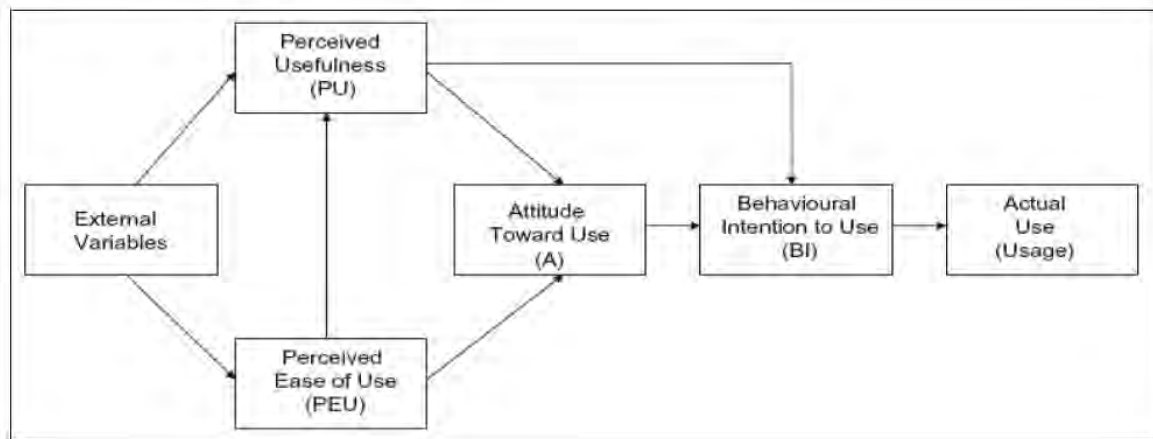 Perceived
Usefulness
(PU)
External
Variables
Attitude
Toward Use
(A)
Behavioural
Intention to Use
(BI)
Actual
Use
(Usage)
Perceived
Ease of Use
(PEU)